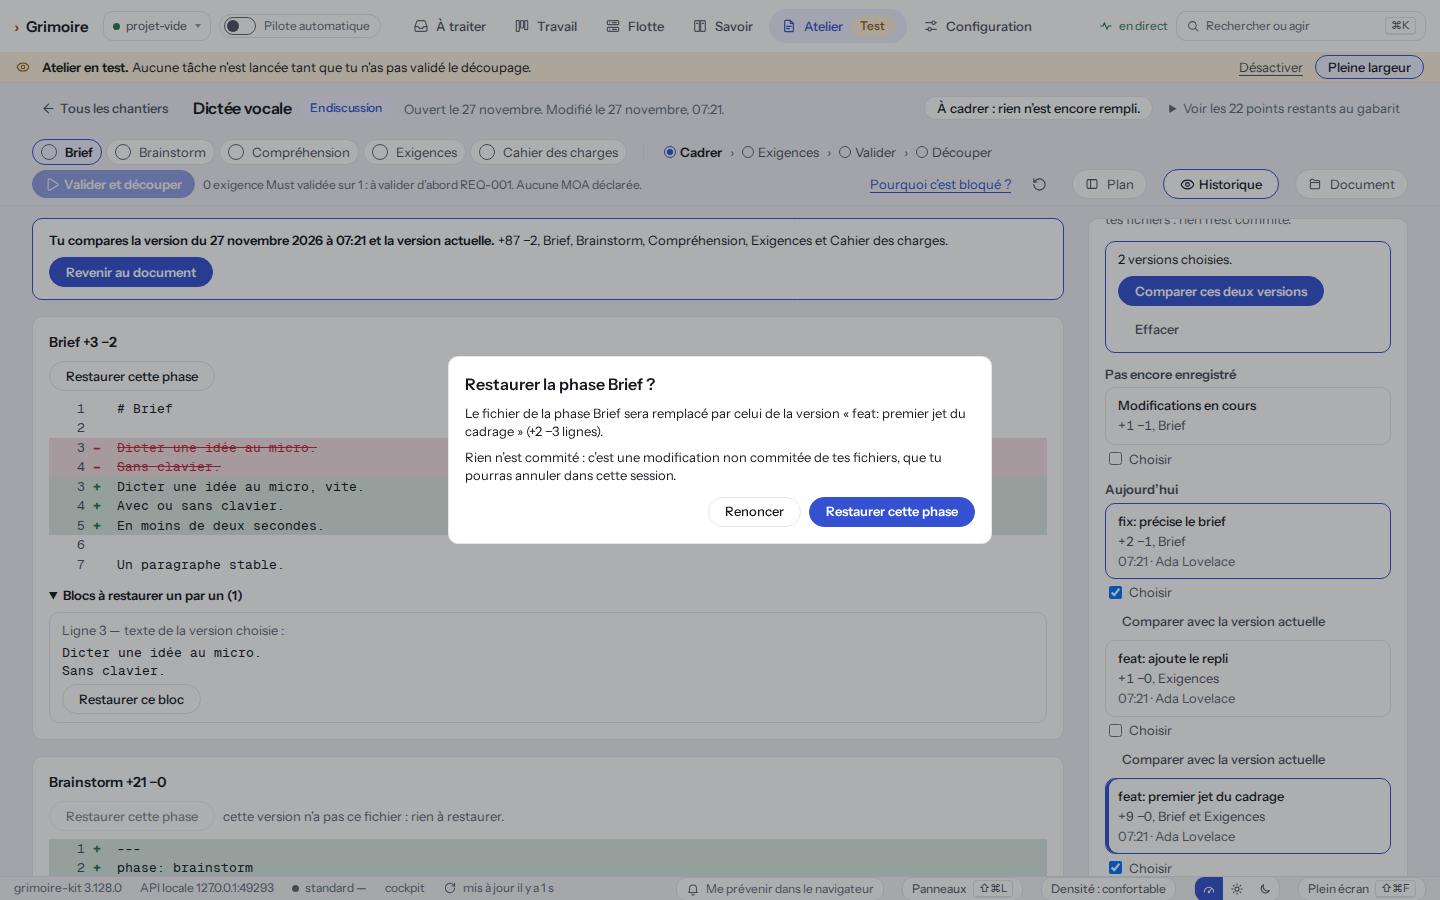 › Grimoire
projet-vide
Pilote automatique
À traiter
Travail
Flotte
Savoir
Atelier
Test
Configuration
en direct
Rechercher ou agir
⌘K
Atelier en test. Aucune tâche n'est lancée tant que tu n'as pas validé le découpage.
Désactiver
Pleine largeur
← Tous les chantiers
Dictée vocale
En discussion
Ouvert le 27 novembre. Modifié le 27 novembre, 07:21.
À cadrer : rien n'est encore rempli.
▶ Voir les 22 points restants au gabarit
Brief
Brainstorm
Compréhension
Exigences
Cahier des charges
Cadrer › Exigences › Valider › Découper
Valider et découper
0 exigence Must validée sur 1 : à valider d'abord REQ-001. Aucune MOA déclarée.
Pourquoi c'est bloqué ?
Plan
Historique
Document
Tu compares la version du 27 novembre 2026 à 07:21 et la version actuelle. +87 −2, Brief, Brainstorm, Compréhension, Exigences et Cahier des charges.
Revenir au document
Brief +3 −2
Restaurer cette phase
1 # Brief
2
3 − Dicter une idée au micro.
4 − Sans clavier.
3 + Dicter une idée au micro, vite.
4 + Avec ou sans clavier.
5 + En moins de deux secondes.
6
7 Un paragraphe stable.
▼ Blocs à restaurer un par un (1)
Ligne 3 — texte de la version choisie :
Dicter une idée au micro.
Sans clavier.
Restaurer ce bloc
Brainstorm +21 −0
Restaurer cette phase
cette version n'a pas ce fichier : rien à restaurer.
1 + ---
2 + phase: brainstorm
Restaurer la phase Brief ?
Le fichier de la phase Brief sera remplacé par celui de la version « feat: premier jet du
cadrage » (+2 −3 lignes).
Rien n'est commité : c'est une modification non commitée de tes fichiers, que tu
pourras annuler dans cette session.
Renoncer
Restaurer cette phase
tes fichiers : rien n'est commité.
2 versions choisies.
Comparer ces deux versions
Effacer
Pas encore enregistré
Modifications en cours
+1 −1, Brief
Choisir
Aujourd'hui
fix: précise le brief
+2 −1, Brief
07:21 · Ada Lovelace
Choisir
Comparer avec la version actuelle
feat: ajoute le repli
+1 −0, Exigences
07:21 · Ada Lovelace
Choisir
Comparer avec la version actuelle
feat: premier jet du cadrage
+9 −0, Brief et Exigences
07:21 · Ada Lovelace
Choisir
grimoire-kit 3.128.0
API locale 127.0.0.1:49293
standard —
cockpit
mis à jour il y a 1 s
Me prévenir dans le navigateur
Panneaux ⇧⌘L
Densité : confortable
Plein écran ⇧⌘F